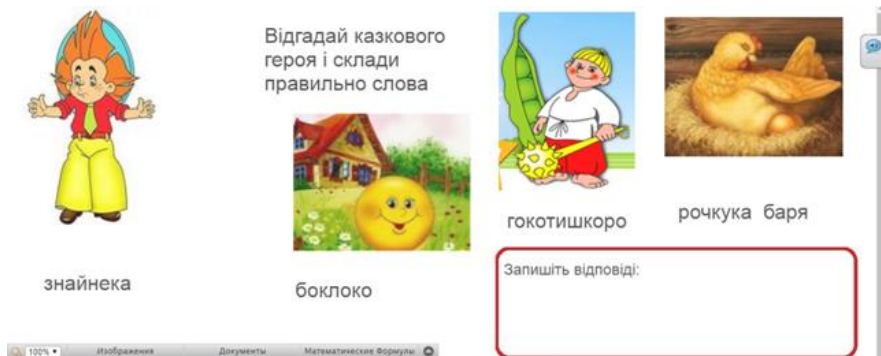 Відгадай казкового
героя і склади
правильно слова
знайнека
боклоко
гокотишкоро
рочкука баря
Запишіть відповіді:
100%
Изображения
Документы
Математические Формулы